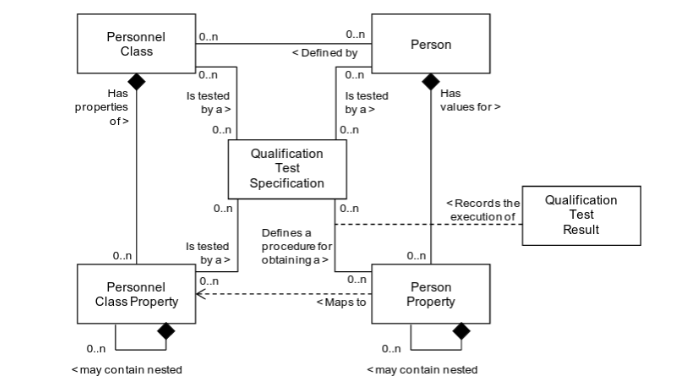 Personnel
Class
0..n
0..n
< Defined by
Person
0..n
0..n
Has
properties
of >
Is tested
by a >
0..n
Is tested
by a >
0..n
Has
values for >
Qualification
Test
Specification
0..n
0..n
< Records the
execution of
Qualification
Test
Result
Is tested
by a >
Defines a
procedure for
obtaining a >
0..n
0..n
0..n
0..n
Personnel
Class Property
< Maps to
Person
Property
0..n
< may contain nested
0..n
< may contain nested